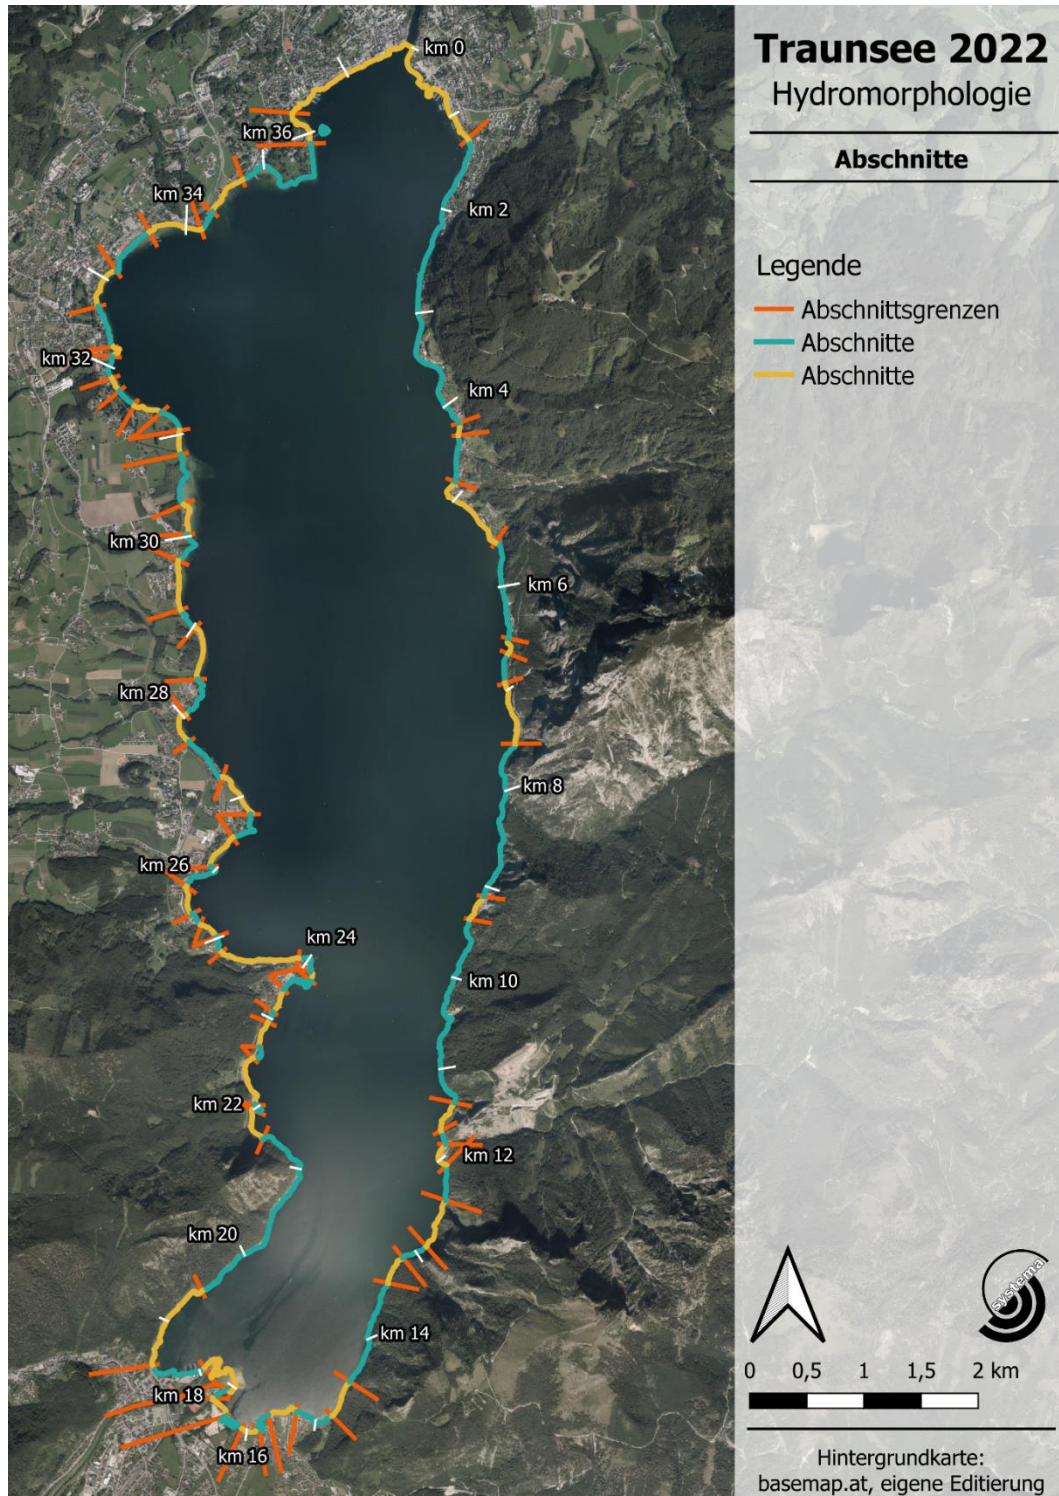 Traunsee 2022
Hydromorphologie
Abschnitte
Legende
Abschnittsgrenzen
Abschnitte
Abschnitte
km 0
km 36
km 34
km 2
km 32
km 4
km 30
km 6
km 28
km 8
km 26
km 24
km 10
km 22
km 12
km 20
km 14
km 18
km 16
systema
0 0,5 1 1,5 2 km
Hintergrundkarte:
basemap.at, eigene Editierung